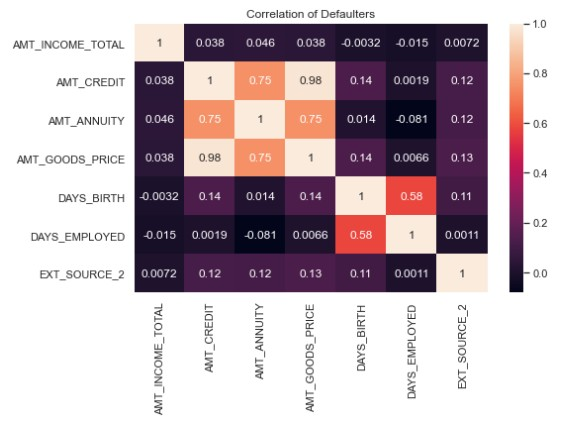 Correlation of Defaulters
AMT_INCOME_TOTAL 1 0.038 0.046 0.038 -0.0032 -0.015 0.0072
AMT_CREDIT 0.038 1 0.75 0.98 0.14 0.0019 0.12
AMT_ANNUITY 0.046 0.75 1 0.75 0.014 -0.081 0.12
AMT_GOODS_PRICE 0.038 0.98 0.75 1 0.14 0.0066 0.13
DAYS_BIRTH -0.0032 0.14 0.014 0.14 1 0.58 0.11
DAYS_EMPLOYED -0.015 0.0019 -0.081 0.0066 0.58 1 0.0011
EXT_SOURCE_2 0.0072 0.12 0.12 0.13 0.11 0.0011 1
AMT_INCOME_TOTAL
AMT_CREDIT
AMT_ANNUITY
AMT_GOODS_PRICE
DAYS_BIRTH
DAYS_EMPLOYED
EXT_SOURCE_2
1.0
0.8
0.6
0.4
0.2
0.0